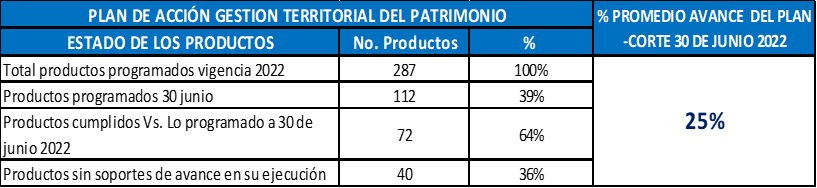 PLAN DE ACCIÓN GESTION TERRITORIAL DEL PATRIMONIO
% PROMEDIO AVANCE DEL PLAN
-CORTE 30 DE JUNIO 2022
ESTADO DE LOS PRODUCTOS No. Productos %
Total productos programados vigencia 2022 287 100%
Productos programados 30 junio 112 39%
Productos cumplidos Vs. Lo programado a 30 de
junio 2022 72 64%
Productos sin soportes de avance en su ejecución 40 36%
25%